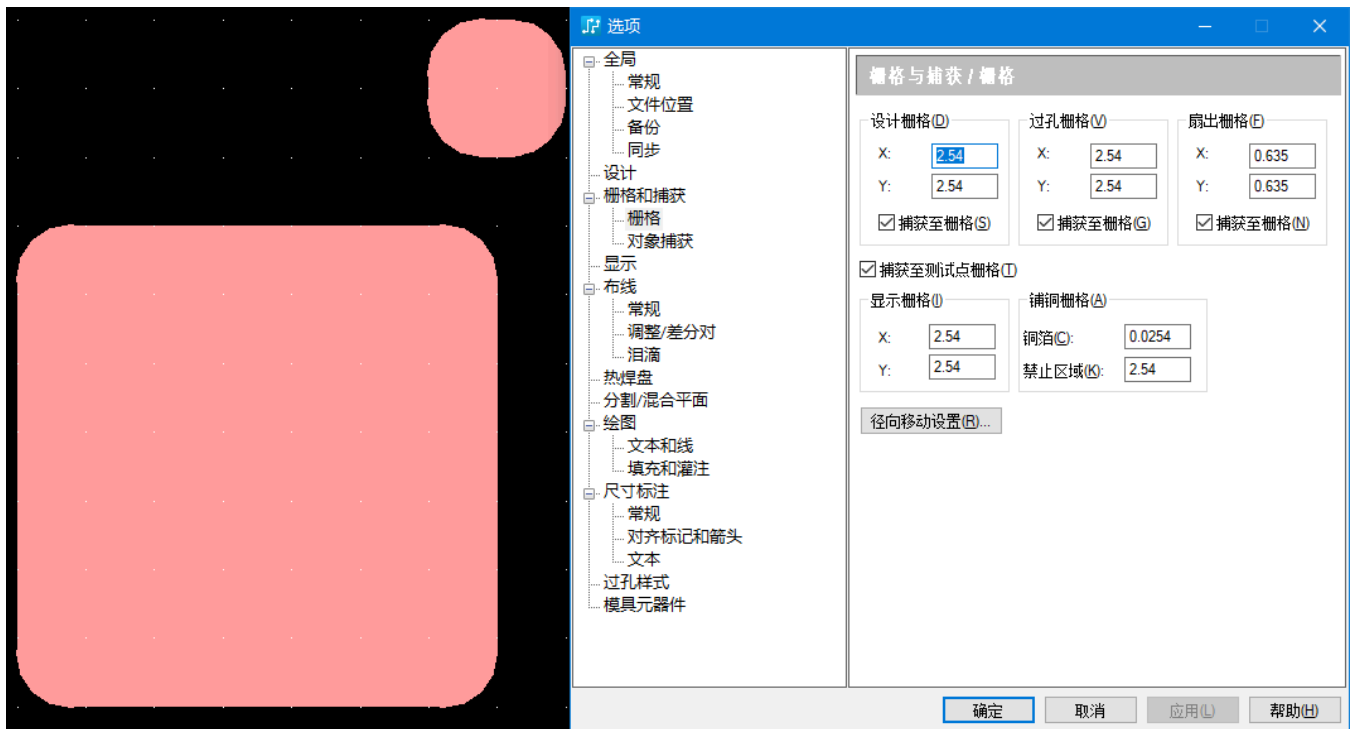 选项
全局
常规
文件位置
备份
同步
设计
栅格和捕获
栅格
对象捕获
显示
布线
常规
调整/差分对
泪滴
热焊盘
分割/混合平面
绘图
文本和线
填充和灌注
尺寸标注
常规
对齐标记和箭头
文本
过孔样式
模具元器件
栅格与捕获 / 栅格
设计栅格(D) 过孔栅格(V) 扇出栅格(F)
X: 2.54 X: 2.54 X: 0.635
Y: 2.54 Y: 2.54 Y: 0.635
捕获至栅格(S) 捕获至栅格(G) 捕获至栅格(N)
捕获至测试点栅格(T)
显示栅格(I) 铺铜栅格(A)
X: 2.54 铜箔(C): 0.0254
Y: 2.54 禁止区域(K): 2.54
径向移动设置(R)...
确定 取消 应用(L) 帮助(H)